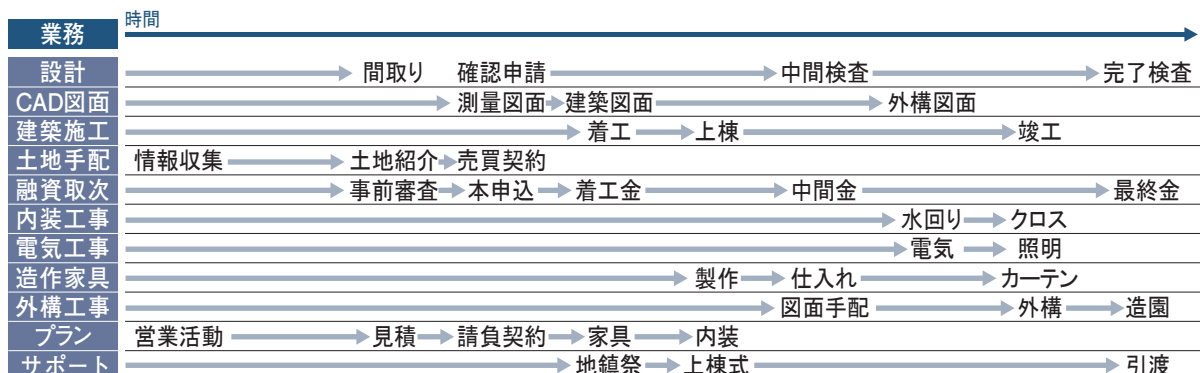 時間
業務
設計 間取り 確認申請 中間検査 完了検査
CAD図面 測量図面 建築図面 外構図面
建築施工 着工 上棟 竣工
土地手配 情報収集 土地紹介 売買契約
融資取次 事前審査 本申込 着工金 中間金 最終金
内装工事 水回り クロス
電気工事 電気 照明
造作家具 製作 仕入れ カーテン
外構工事 図面手配 外構 造園
プラン 営業活動 見積 請負契約 家具 内装
サポート 地鎮祭 上棟式 引渡